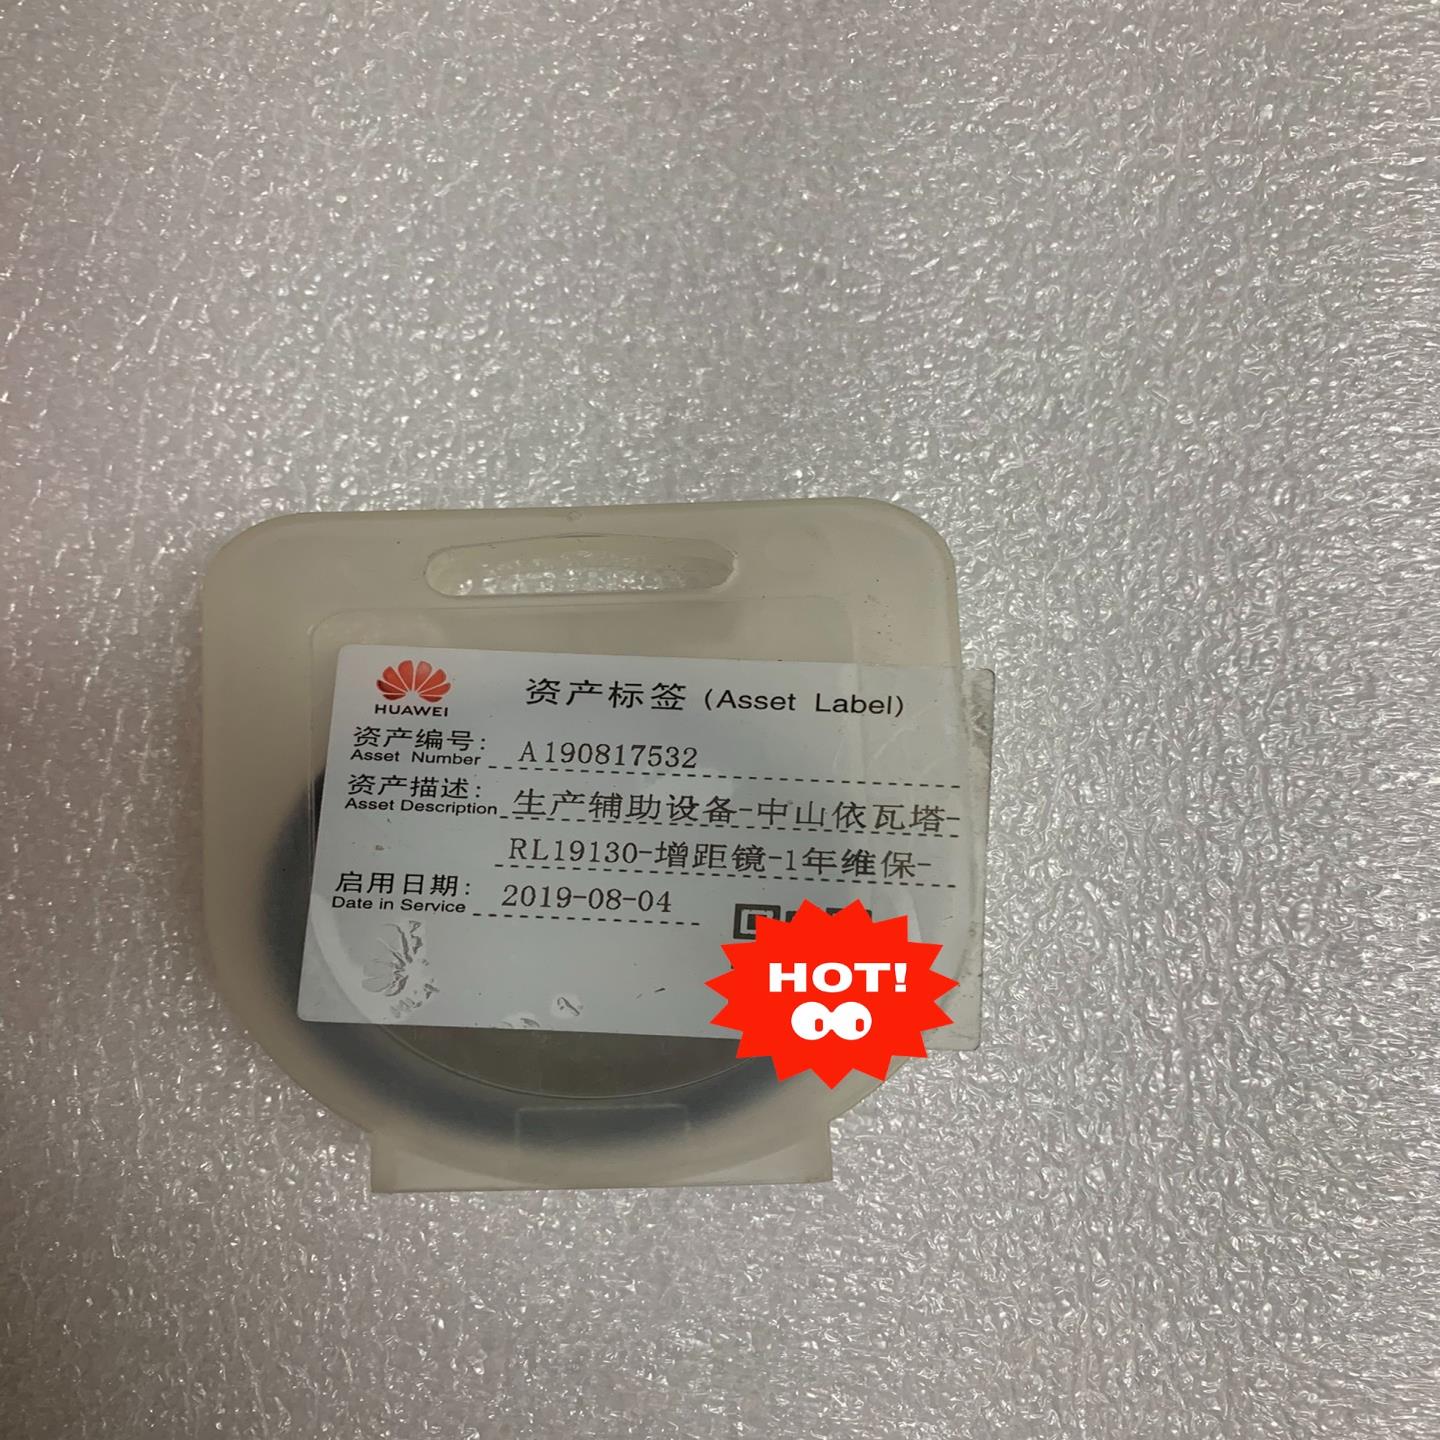 HUAWEI
资产标签 (Asset Label)
资产编号: A190817532
Asset Number
资产描述: 生产辅助设备-中山依瓦塔-
Asset Description
RL19130-增距镜-1年维保-
启用日期: 2019-08-04
Date in Service
HOT!